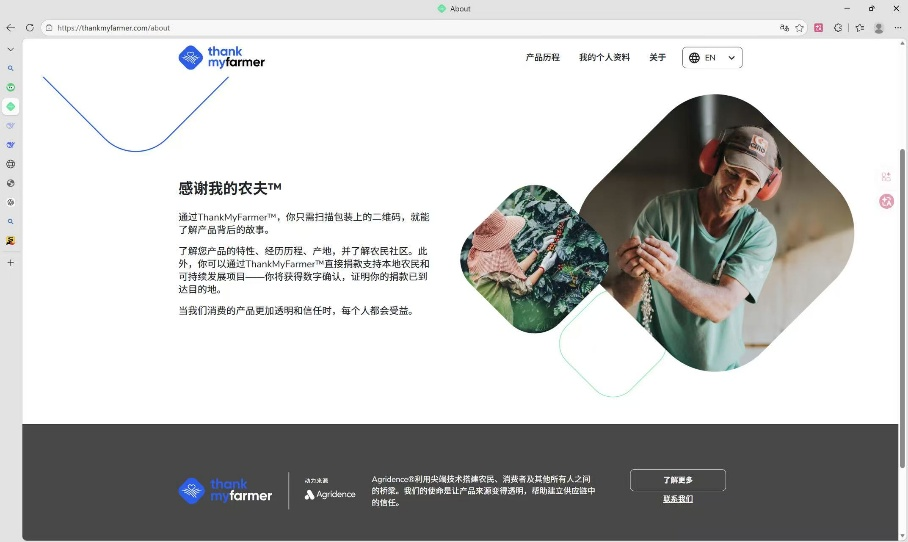 About
https://thankmyfarmer.com/about
thank
myfarmer
产品历程
我的个人资料
关于
EN
感谢我的农夫™
通过ThankMyFarmer™，你只需扫描包装上的二维码，就能
了解产品背后的故事。
了解您产品的特性、经历历程、产地，并了解农民社区。此
外，你可以通过ThankMyFarmer™直接捐款支持本地农民和
可持续发展项目——你将获得数字确认，证明你的捐款已到
达目的地。
当我们消费的产品更加透明和信任时，每个人都会受益。
thank
myfarmer
动力来源
Agridence
Agridence®利用尖端技术搭建农民、消费者及其他所有人之间
的桥梁。我们的使命是让产品来源变得透明，帮助建立供应链中
的信任。
了解更多
联系我们